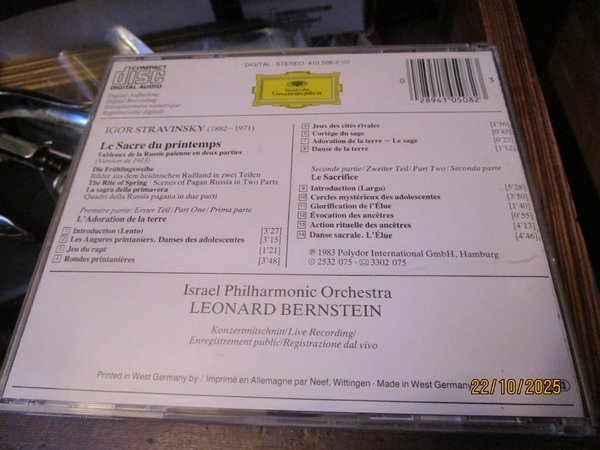 COMPACT
disc
DIGITAL AUDIO
Digital-Aufnahme
Digital Recording
Enregistrement numérique
Registrazione digitale
DIGITAL · STEREO 410 508-2
Deutsche
Grammophon
0
28941 05082
3
IGOR STRAVINSKY (1882–1971)
Le Sacre du printemps
Tableaux de la Russie païenne en deux parties
(Version de 1913)
Die Frühlingsweihe
Bilder aus dem heidnischen Rußland in zwei Teilen
The Rite of Spring · Scenes of Pagan Russia in Two Parts
La sagra della primavera
Quadri della Russia pagana in due parti
Première partie/Erster Teil/Part One/Prima parte
L'Adoration de la terre
1 Introduction (Lento) [3'27]
2 Les Augures printaniers. Danses des adolescentes [3'15]
3 Jeu du rapt [1'21]
4 Rondes printanières [3'48]
5 Jeux des cités rivales [1'56]
6 Cortège du sage [0'43]
7 Adoration de la terre – Le sage [0'22]
8 Danse de la terre [1'12]
Seconde partie/Zweiter Teil/Part Two/Seconda parte
Le Sacrifice
9 Introduction (Largo) [5'28]
10 Cercles mystérieux des adolescentes [3'50]
11 Glorification de l'Élue [1'40]
12 Évocation des ancêtres [0'55]
13 Action rituelle des ancêtres [4'13]
14 Danse sacrale. L'Élue [4'46]
℗ 1983 Polydor International GmbH, Hamburg
2532 075 · 3302 075
Israel Philharmonic Orchestra
LEONARD BERNSTEIN
Konzertmitschnitt/Live Recording/
Enregistrement public/Registrazione dal vivo
Printed in West Germany by / Imprimé en Allemagne par Neef, Wittingen · Made in West Germany
22/10/2025